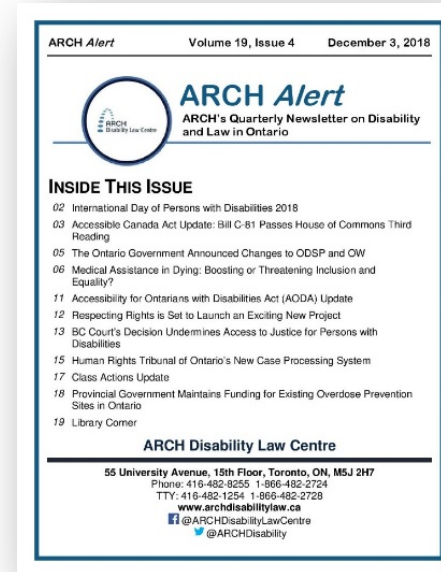 ARCH Alert Volume 19, Issue 4 December 3, 2018
ARCH
Disability Law Centre
ARCH Alert
ARCH's Quarterly Newsletter on Disability
and Law in Ontario
INSIDE THIS ISSUE
02 International Day of Persons with Disabilities 2018
03 Accessible Canada Act Update: Bill C-81 Passes House of Commons Third
Reading
05 The Ontario Government Announced Changes to ODSP and OW
06 Medical Assistance in Dying: Boosting or Threatening Inclusion and
Equality?
11 Accessibility for Ontarians with Disabilities Act (AODA) Update
12 Respecting Rights is Set to Launch an Exciting New Project
13 BC Court's Decision Undermines Access to Justice for Persons with
Disabilities
15 Human Rights Tribunal of Ontario's New Case Processing System
17 Class Actions Update
18 Provincial Government Maintains Funding for Existing Overdose Prevention
Sites in Ontario
19 Library Corner
ARCH Disability Law Centre
55 University Avenue, 15th Floor, Toronto, ON, M5J 2H7
Phone: 416-482-8255 1-866-482-2724
TTY: 416-482-1254 1-866-482-2728
www.archdisabilitylaw.ca
@ARCHDisabilityLawCentre
@ARCHDisability